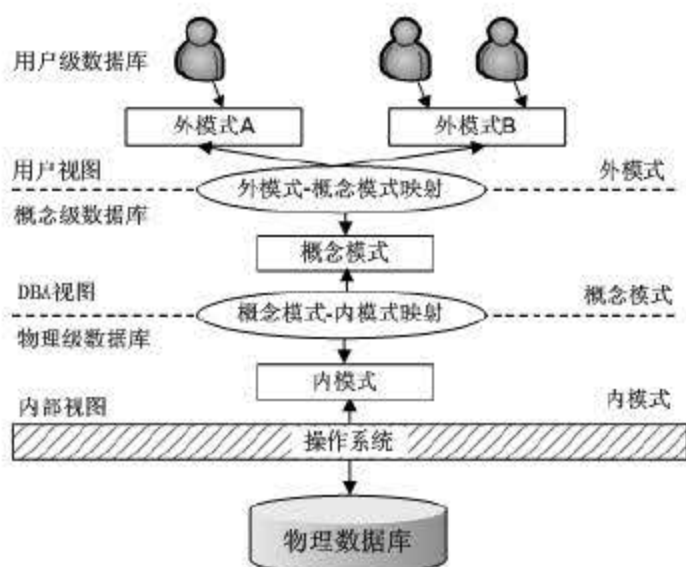 用户级数据库
外模式A
外模式B
用户视图
外模式-概念模式映射
外模式
概念级数据库
概念模式
DBA视图
概念模式-内模式映射
概念模式
物理级数据库
内模式
内部视图
内模式
操作系统
物理数据库